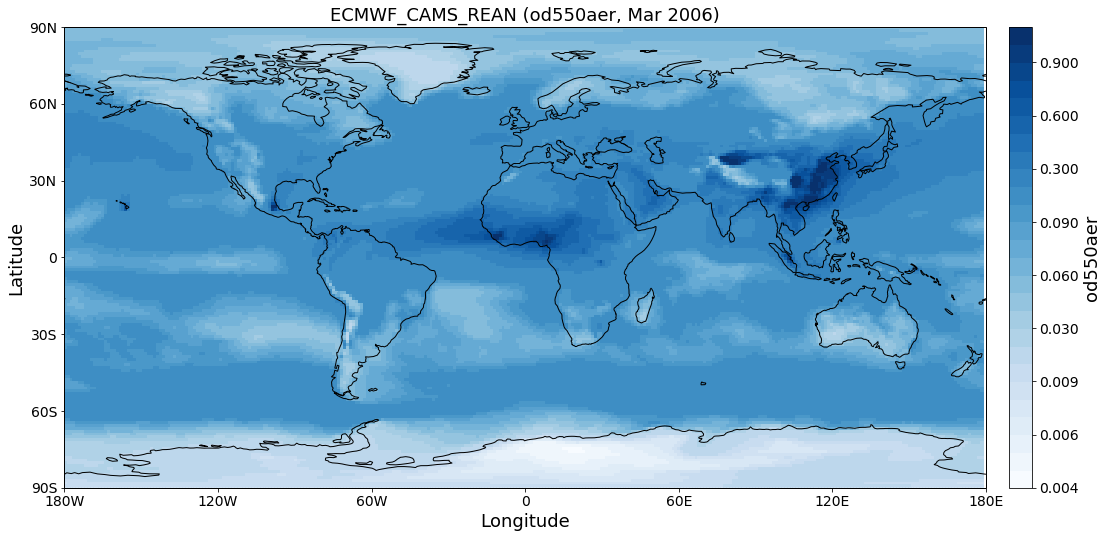 ECMWF_CAMS_REAN (od550aer, Mar 2006)
90N
60N
30N
0
30S
60S
90S
Latitude
180W
120W
60W
0
60E
120E
180E
Longitude
0.900
0.600
0.300
0.090
0.060
0.030
0.009
0.006
0.004
od550aer